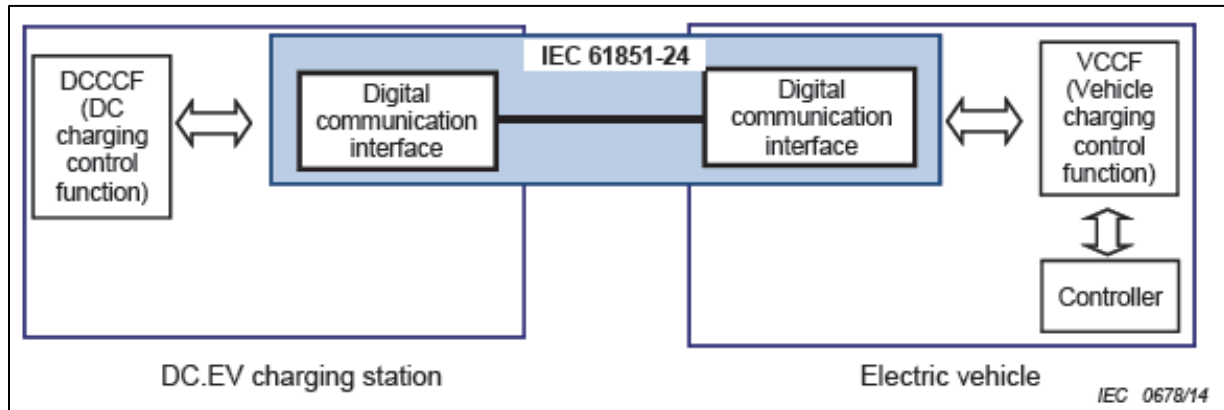 IEC 61851-24
DCCCF
(DC
charging
control
function)
Digital
communication
interface
Digital
communication
interface
VCCF
(Vehicle
charging
control
function)
Controller
DC.EV charging station
Electric vehicle
IEC 0678/14